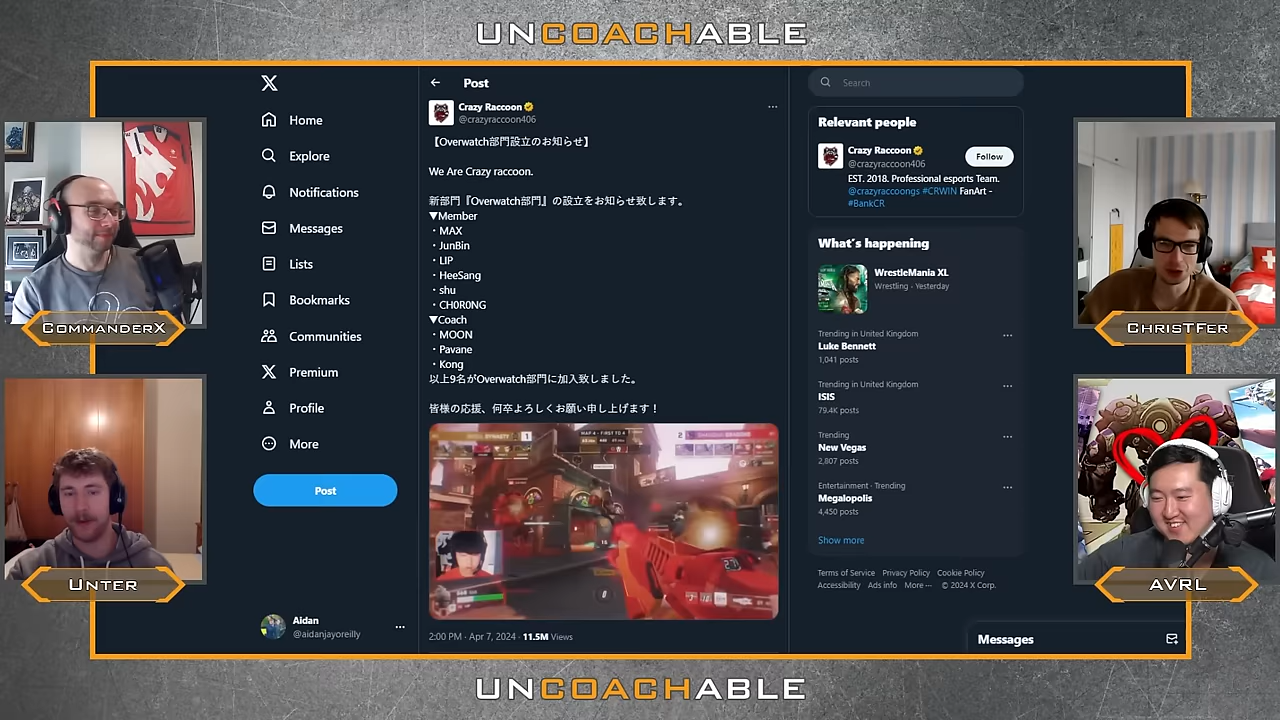 UNCOACHABLE
X
Home
Explore
Notifications
Messages
Lists
Bookmarks
Communities
Premium
Profile
More
Post
Aidan
@aidanjayoreilly
Post
Crazy Raccoon
@crazyraccoon406
【Overwatch部門設立のお知らせ】
We Are Crazy raccoon.
新部門『Overwatch部門』の設立をお知らせ致します。
▼Member
・MAX
・JunBin
・LIP
・HeeSang
・shu
・CH0R0NG
▼Coach
・MOON
・Pavane
・Kong
以上9名がOverwatch部門に加入致しました。
皆様の応援、何卒よろしくお願い申し上げます！
1
MAP 4 - FIRST TO 4
2
2:00 PM · Apr 7, 2024 · 11.5M Views
Search
Relevant people
Crazy Raccoon
@crazyraccoon406
Follow
EST. 2018. Professional esports Team.
@crazyraccoongs #CRWIN FanArt -
#BankCR
What's happening
WrestleMania XL
Wrestling · Yesterday
Trending in United Kingdom
Luke Bennett
1,041 posts
Trending in United Kingdom
ISIS
79.4K posts
Trending
New Vegas
2,807 posts
Entertainment · Trending
Megalopolis
4,450 posts
Show more
Terms of Service Privacy Policy Cookie Policy
Accessibility Ads info More ··· © 2024 X Corp.
Messages
COMMANDERX
UNTER
CHRISTFER
AVRL
UNCOACHABLE